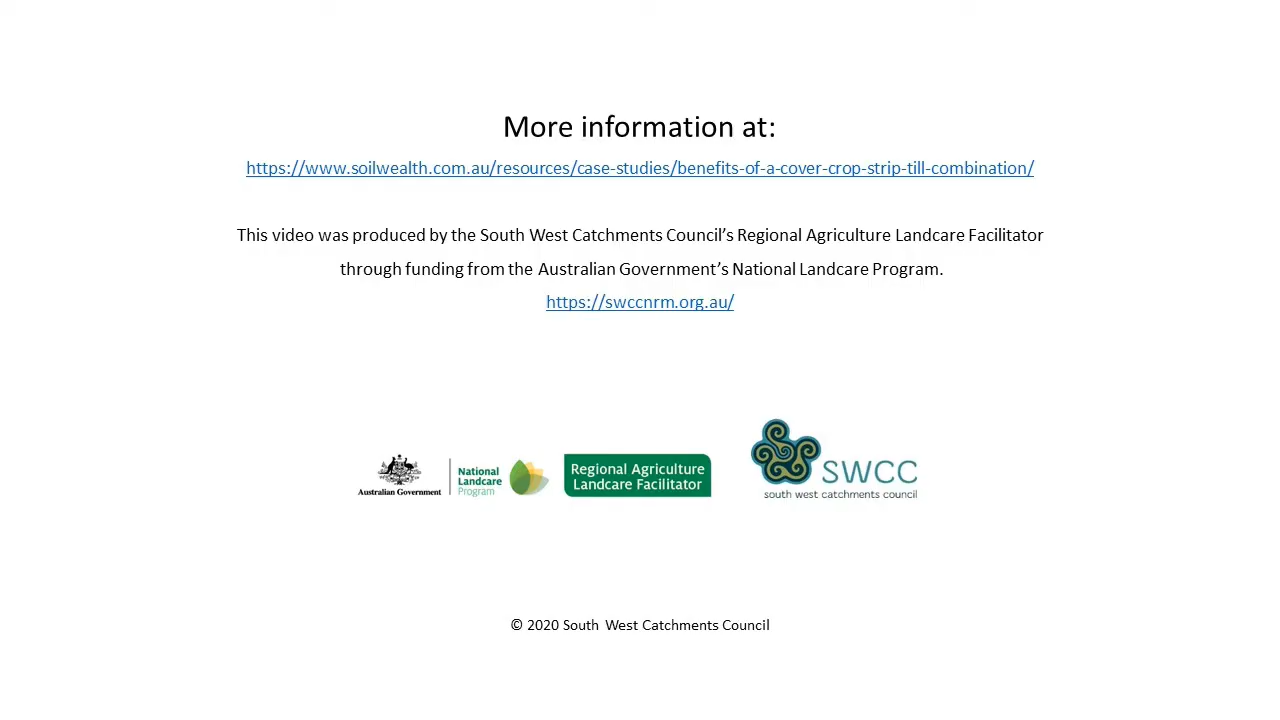 More information at:
https://www.soilwealth.com.au/resources/case-studies/benefits-of-a-cover-crop-strip-till-combination/
This video was produced by the South West Catchments Council’s Regional Agriculture Landcare Facilitator
through funding from the Australian Government’s National Landcare Program.
https://swccnrm.org.au/
Australian Government
National
Landcare
Program
Regional Agriculture
Landcare Facilitator
SWCC
south west catchments council
© 2020 South West Catchments Council